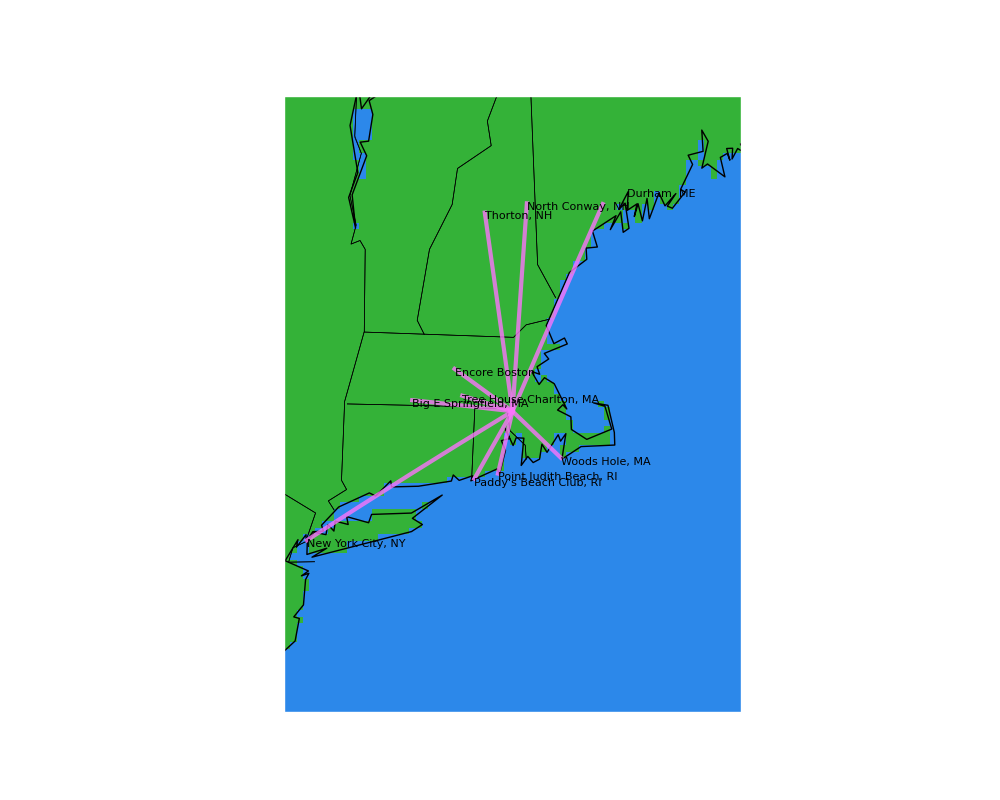 Durham, ME
North Conway, NH
Thorton, NH
Encore Boston
Tree House Charlton, MA
Big E Springfield, MA
Woods Hole, MA
Point Judith Beach, RI
Paddy's Beach Club, RI
New York City, NY